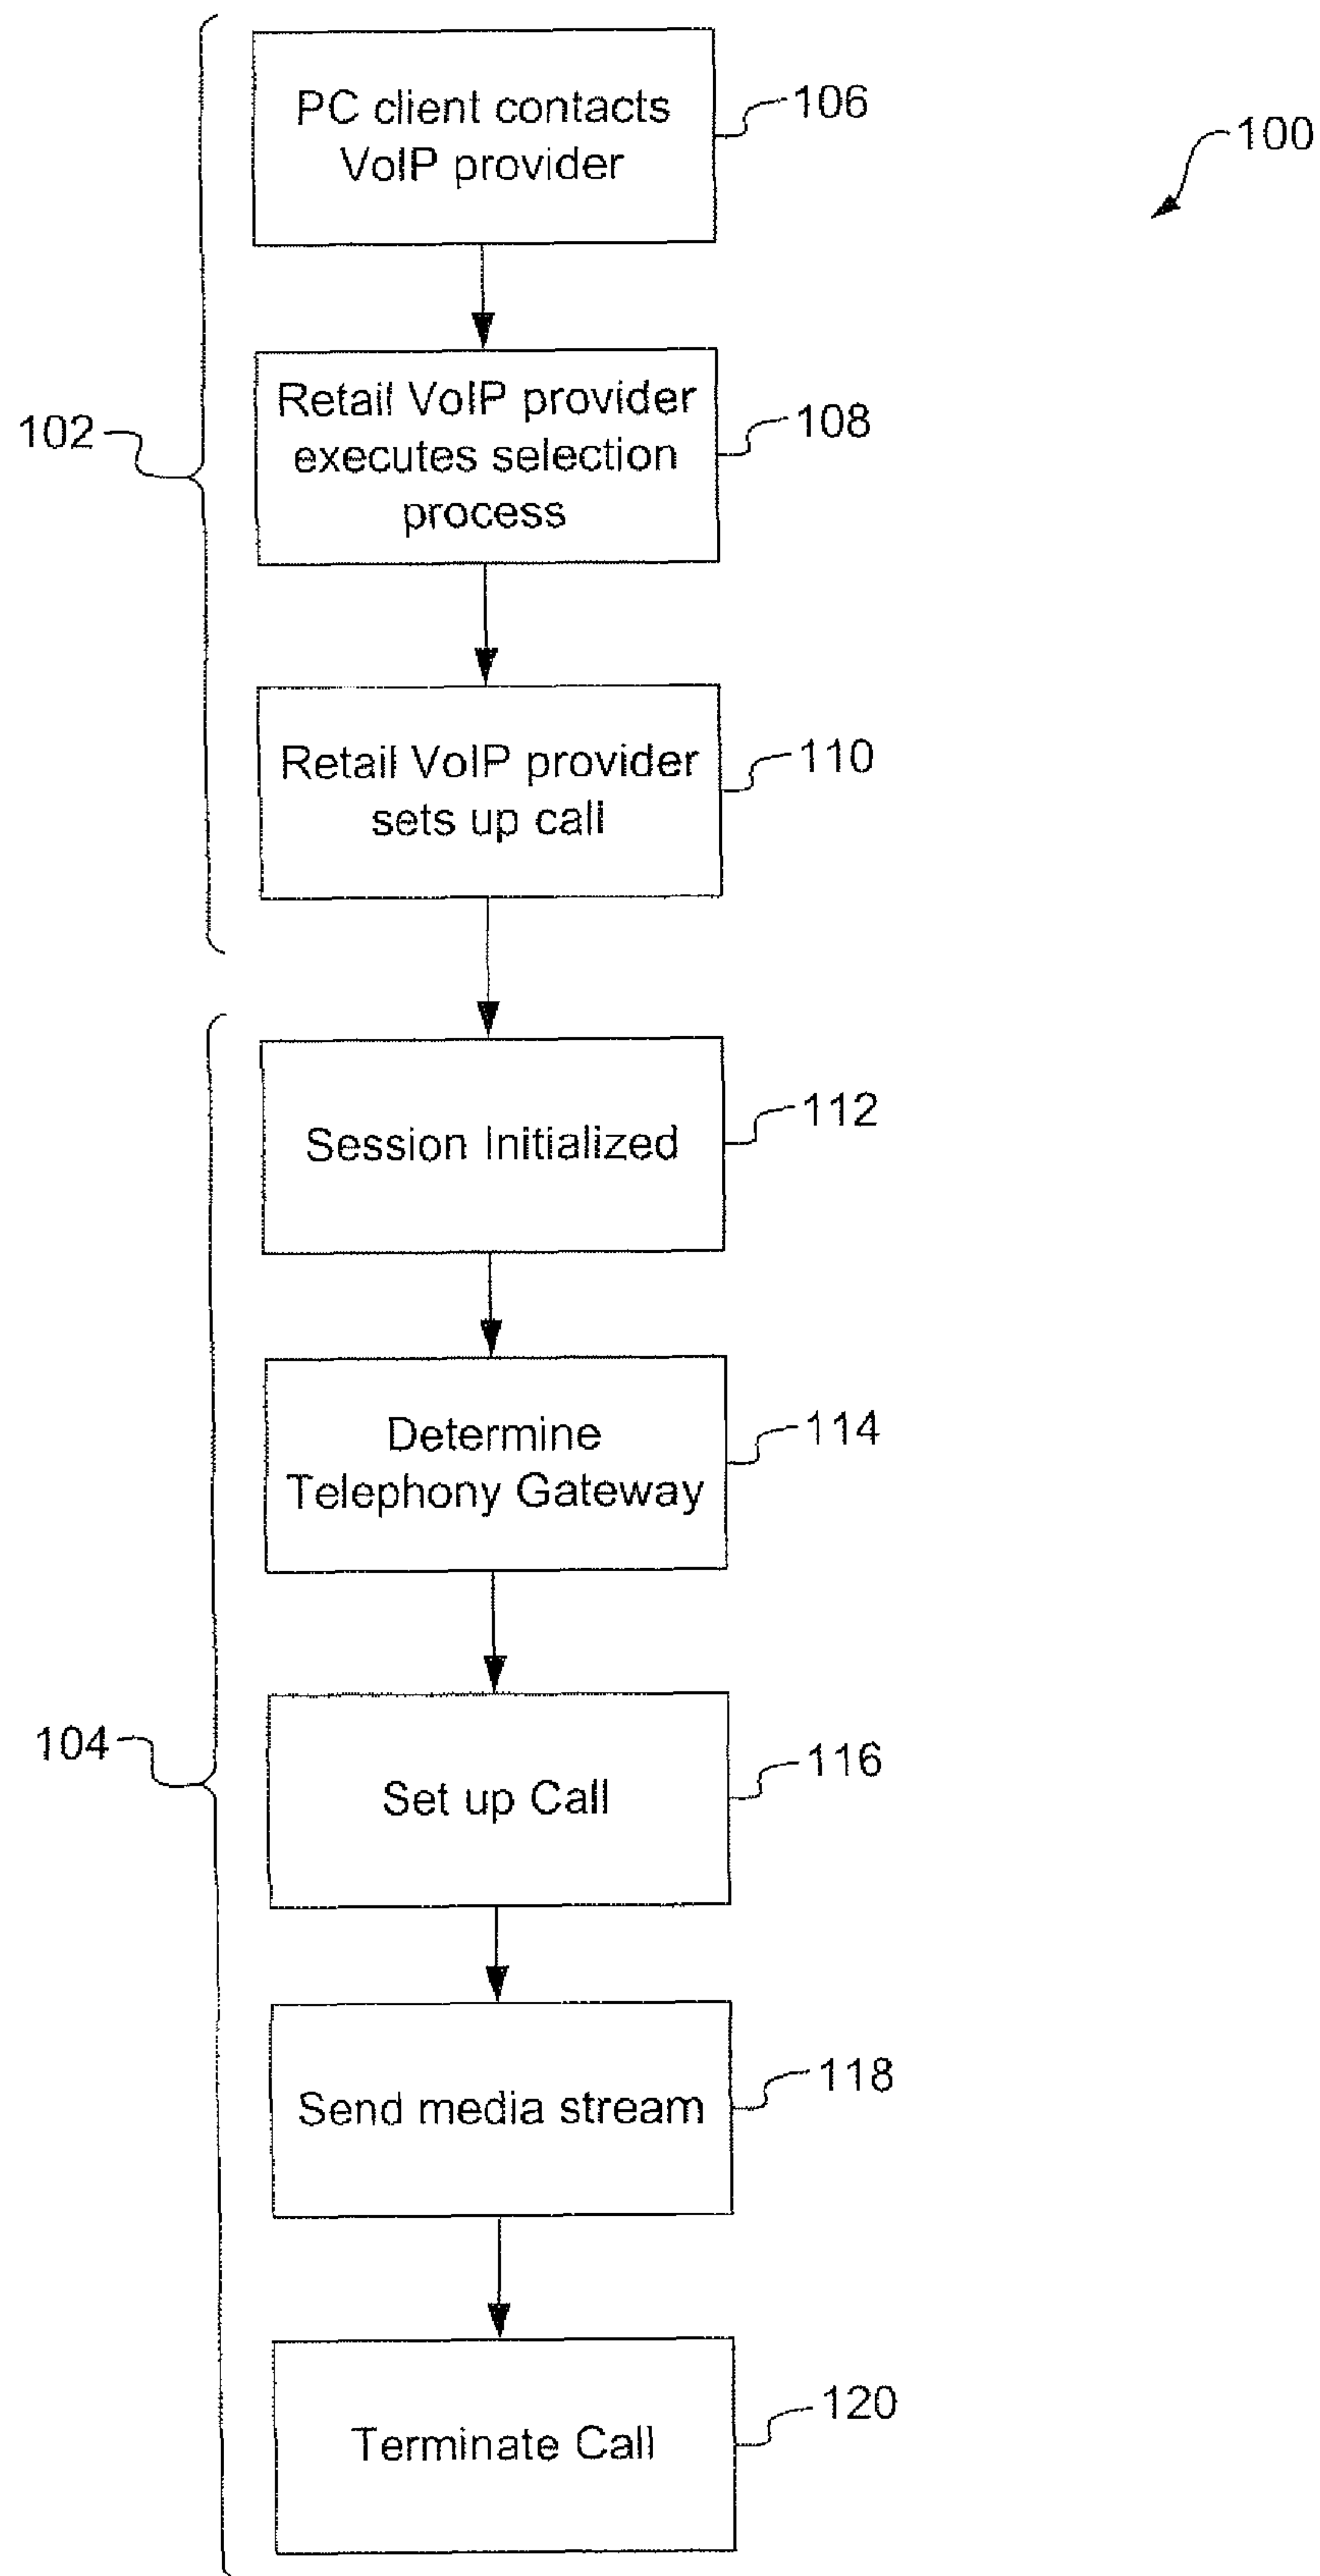 PC client contacts
VoIP provider
106
100
Retail VoIP provider
executes selection
process
108
102
Retail VoIP provider
sets up call
110
Session Initialized
112
Determine
Telephony Gateway
114
Set up Call
116
104
Send media stream
118
Terminate Call
120